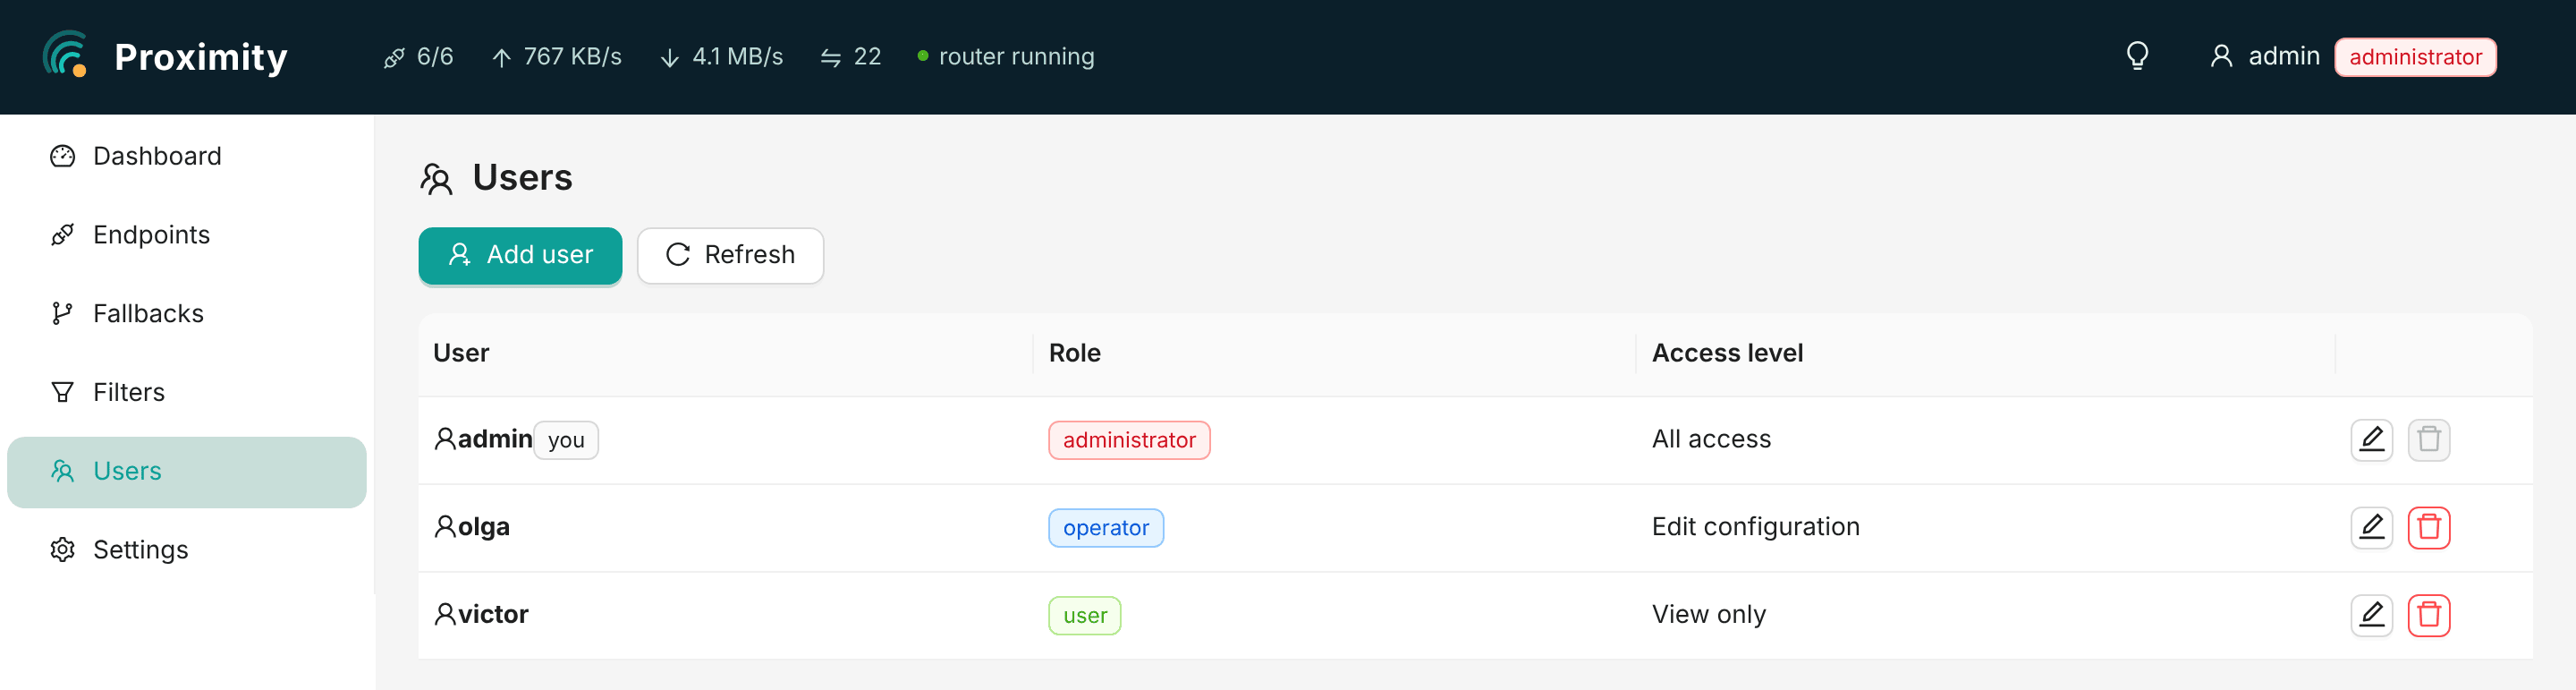 Proximity 6/6 767 KB/s 4.1 MB/s 22 router running admin administrator
Dashboard
Endpoints
Fallbacks
Filters
Users
Settings
Users
Add user Refresh
User Role Access level
admin you administrator All access
olga operator Edit configuration
victor user View only